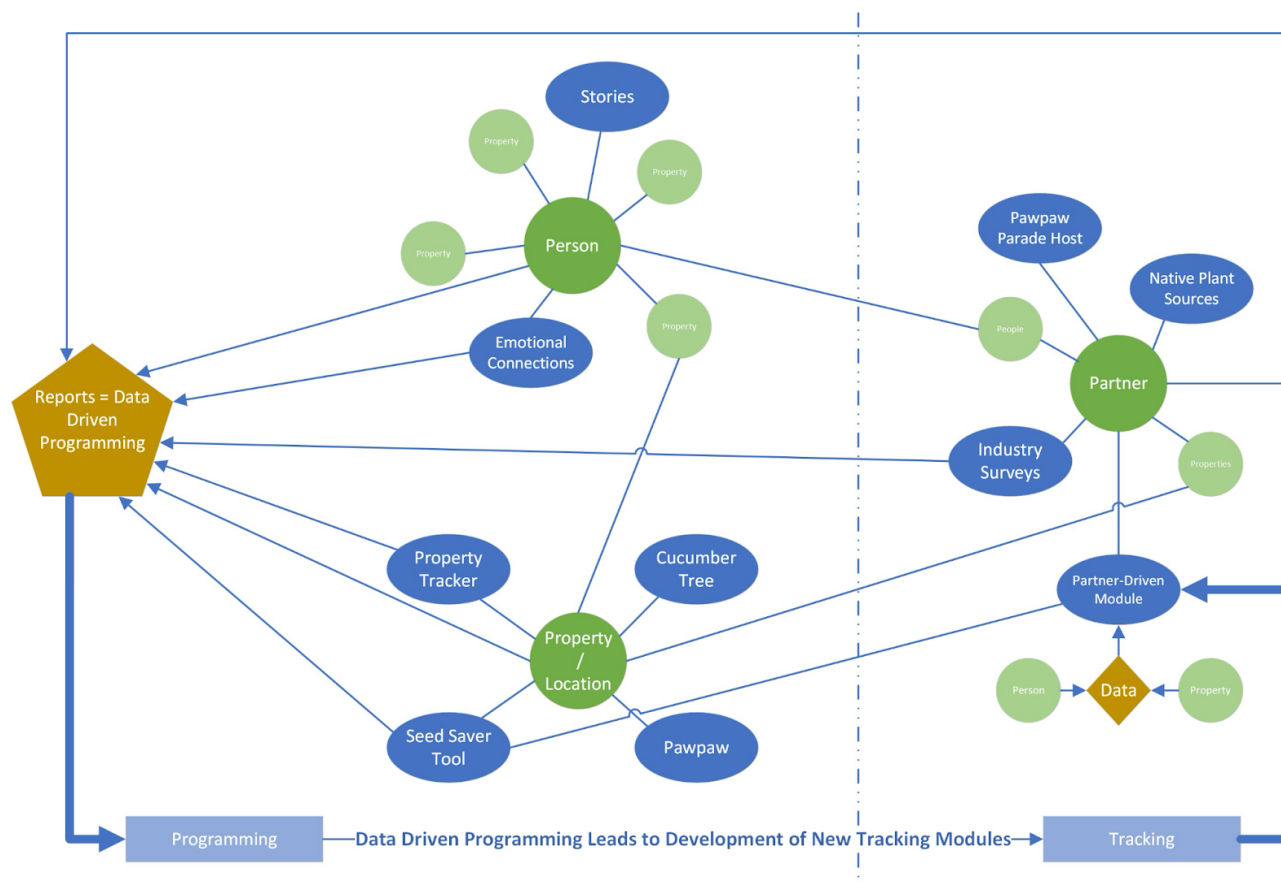 Stories
Property
Property
Pawpaw
Parade Host
Person
Property
Native Plant
Sources
Property
People
Emotional
Connections
Partner
Reports = Data
Driven
Programming
Industry
Surveys
Properties
Property
Tracker
Cucumber
Tree
Partner-Driven
Module
Property
/
Location
Person
Data
Property
Seed Saver
Tool
Pawpaw
Programming
Data Driven Programming Leads to Development of New Tracking Modules
Tracking